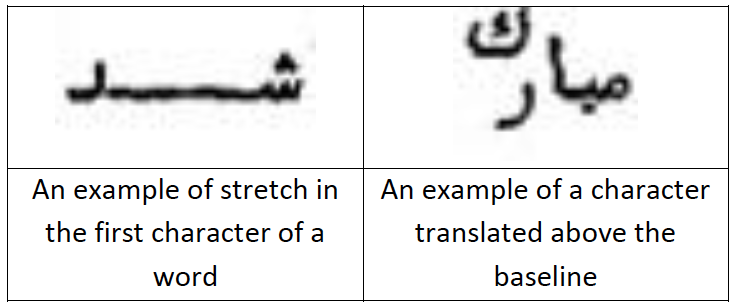 شـــــد
مبارك
An example of stretch in
the first character of a
word
An example of a character
translated above the
baseline